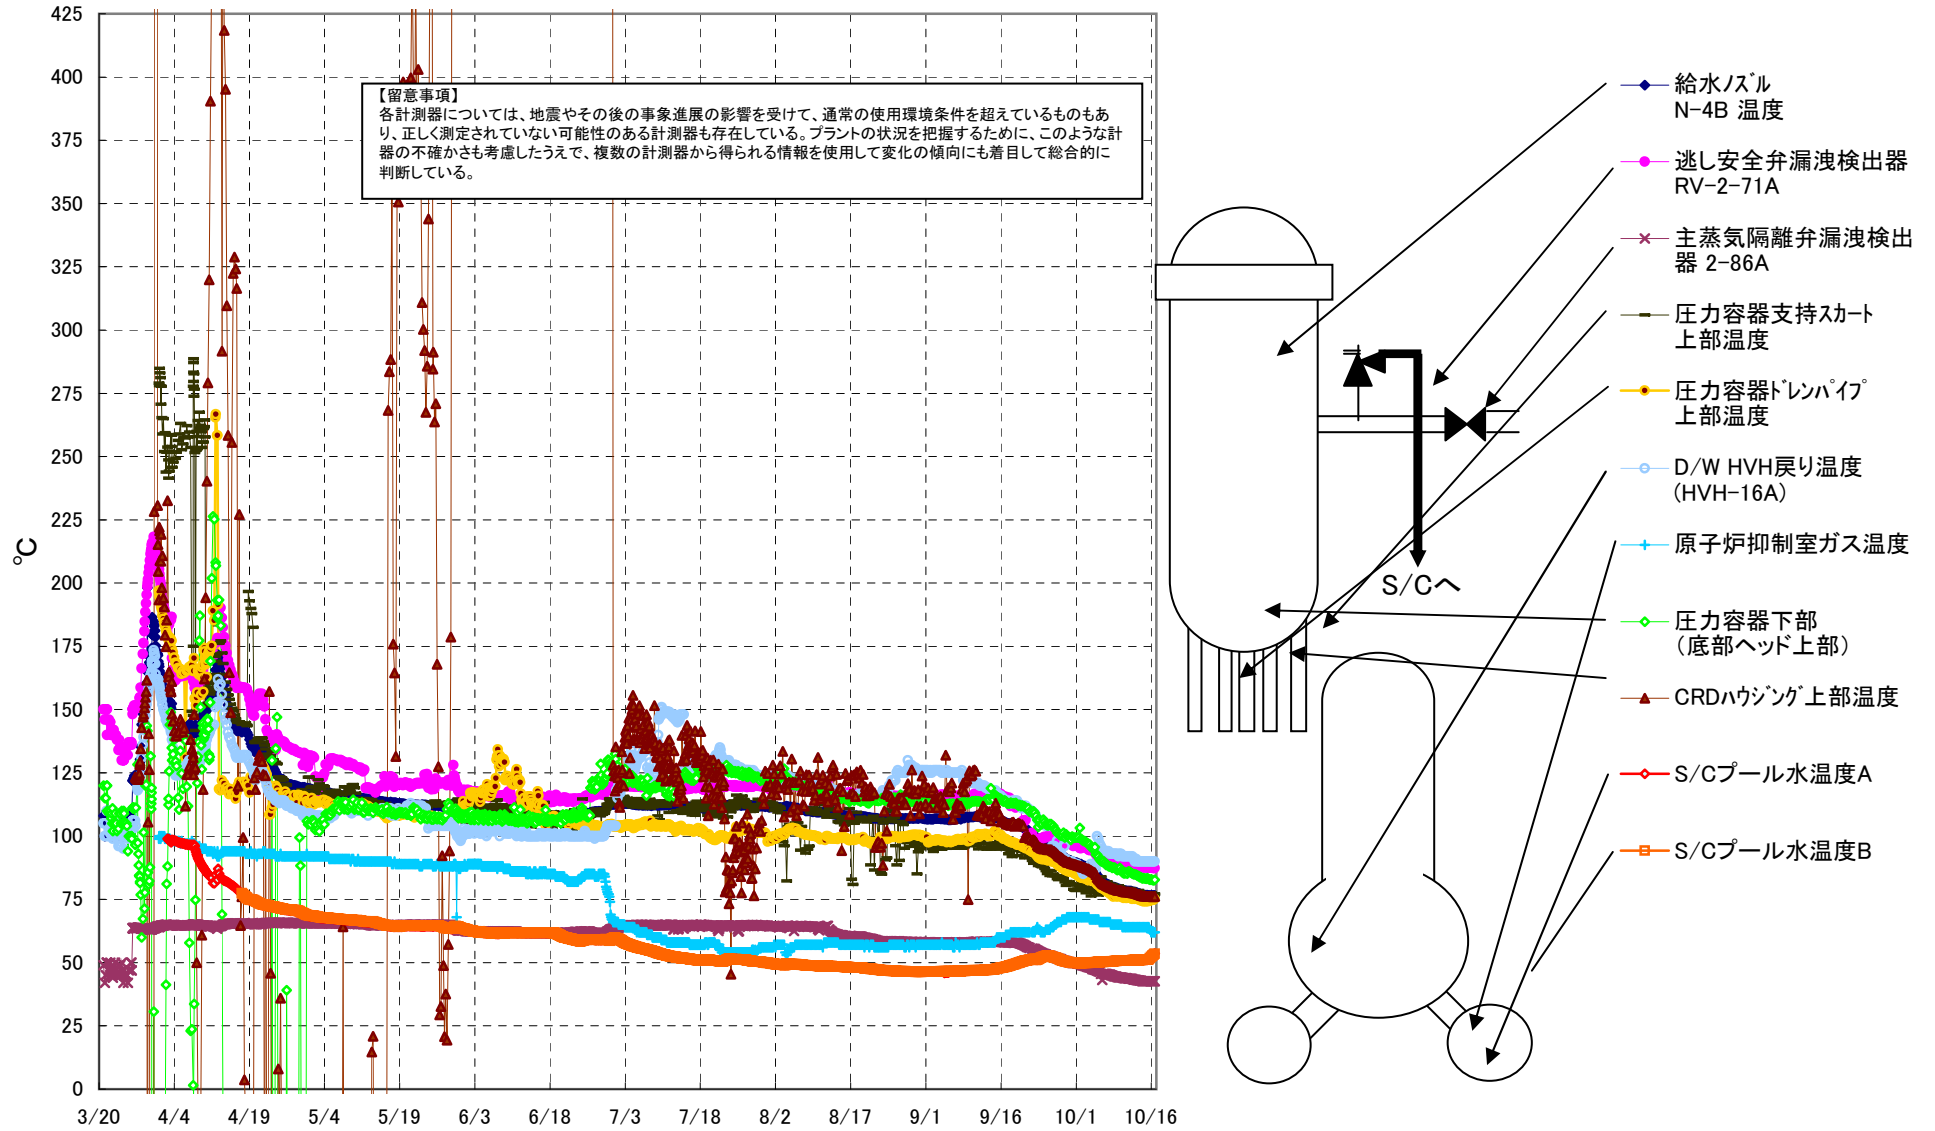 425
400
375
350
325
300
275
250
225
200
175
150
125
100
75
50
25
0
℃
3/20 4/4 4/19 5/4 5/19 6/3 6/18 7/3 7/18 8/2 8/17 9/1 9/16 10/1 10/16
【留意事項】
各計測器については、地震やその後の事象進展の影響を受けて、通常の使用環境条件を超えているものもあ
り、正しく測定されていない可能性のある計測器も存在している。プラントの状況を把握するために、このような計
器の不確かさも考慮したうえで、複数の計測器から得られる情報を使用して変化の傾向にも着目して総合的に
判断している。
S/Cへ
給水ノズル
N-4B 温度
逃し安全弁漏洩検出器
RV-2-71A
主蒸気隔離弁漏洩検出
器 2-86A
圧力容器支持スカート
上部温度
圧力容器ドレンパイプ
上部温度
D/W HVH戻り温度
(HVH-16A)
原子炉抑制室ガス温度
圧力容器下部
(底部ヘッド上部)
CRDハウジング上部温度
S/Cプール水温度A
S/Cプール水温度B